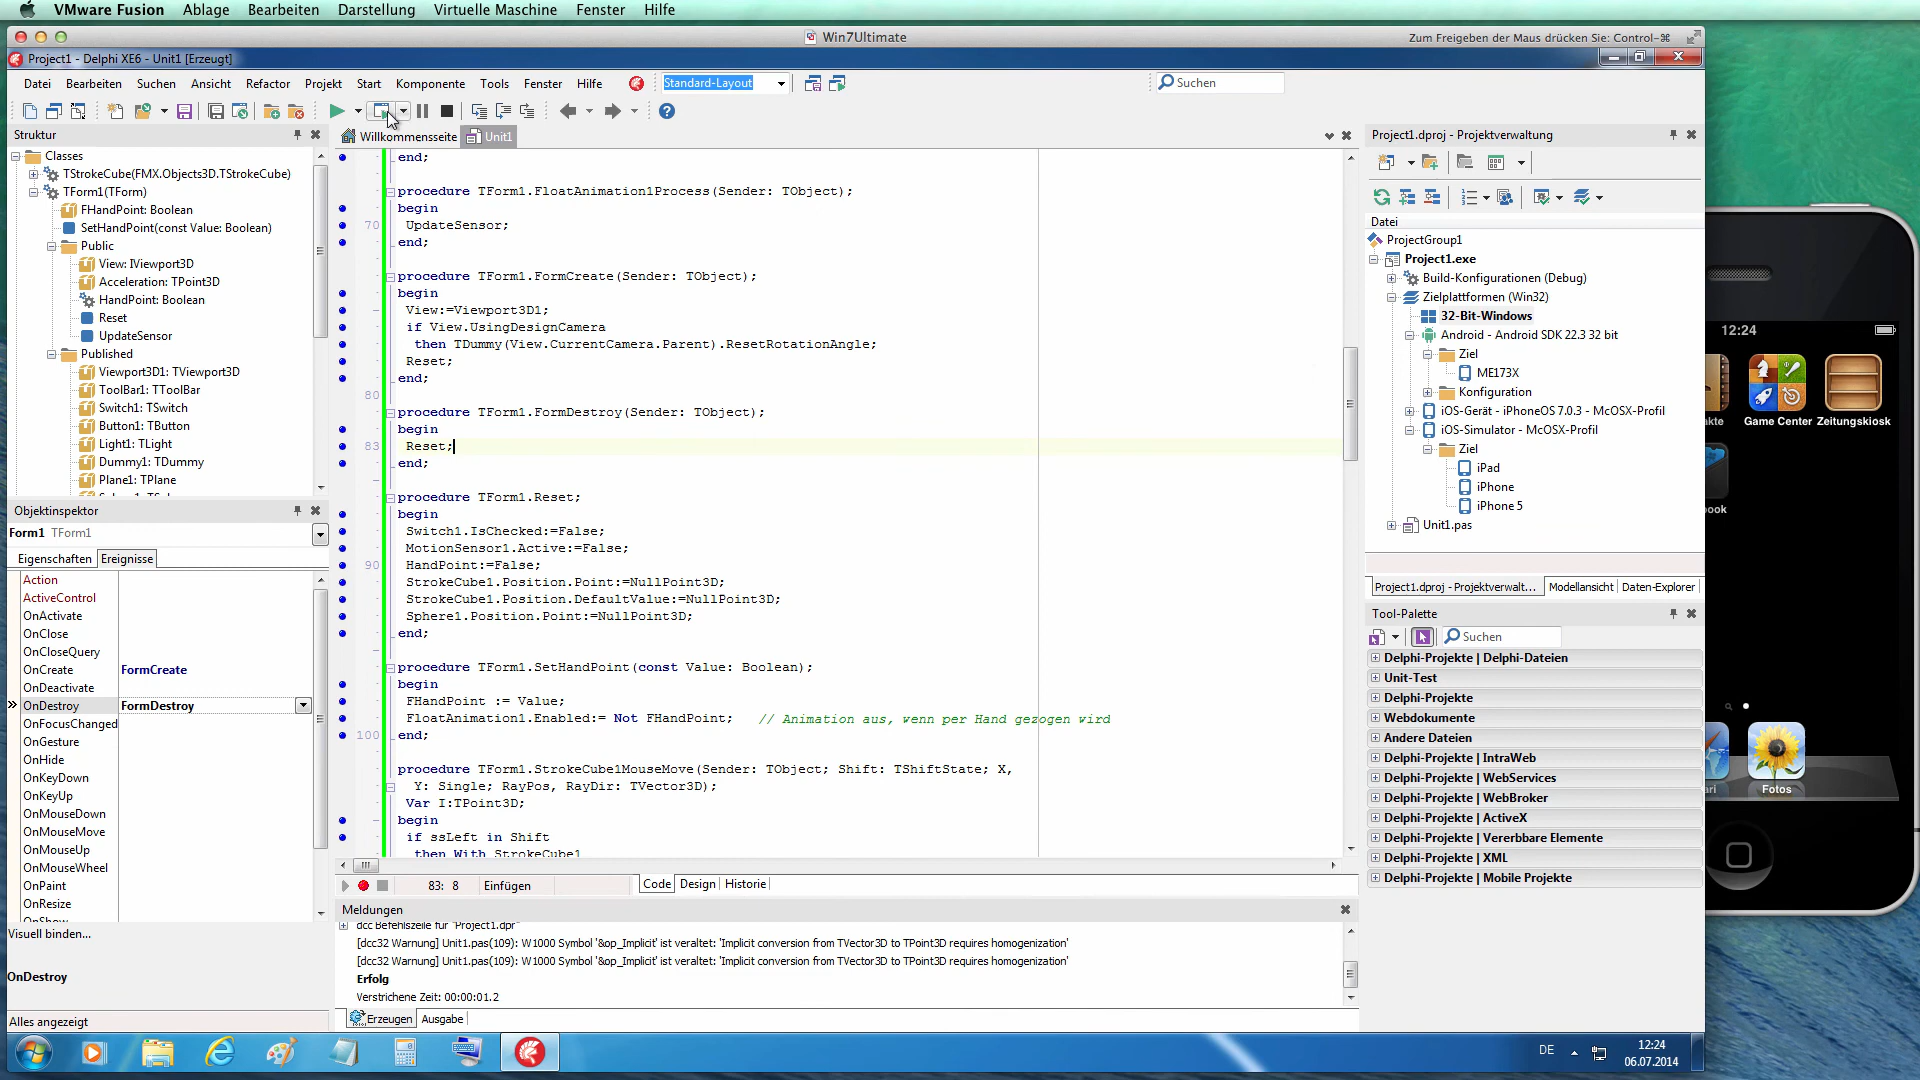 VMware Fusion Ablage Bearbeiten Darstellung Virtuelle Maschine Fenster Hilfe
Win7Ultimate
Zum Freigeben der Maus drücken Sie: Control-⌘
Project1 - Delphi XE6 - Unit1 [Erzeugt]
Datei Bearbeiten Suchen Ansicht Refactor Projekt Start Komponente Tools Fenster Hilfe
Standard-Layout
Suchen
Struktur
Classes
TStrokeCube(FMX.Objects3D.TStrokeCube)
TForm1(TForm)
FHandPoint: Boolean
SetHandPoint(const Value: Boolean)
Public
View: IViewport3D
Acceleration: TPoint3D
HandPoint: Boolean
Reset
UpdateSensor
Published
Viewport3D1: TViewport3D
ToolBar1: TToolBar
Switch1: TSwitch
Button1: TButton
Light1: TLight
Dummy1: TDummy
Plane1: TPlane
Objektinspektor
Form1 TForm1
Eigenschaften Ereignisse
Action
ActiveControl
OnActivate
OnClose
OnCloseQuery
OnCreate FormCreate
OnDeactivate
OnDestroy FormDestroy
OnFocusChanged
OnGesture
OnHide
OnKeyDown
OnKeyUp
OnMouseDown
OnMouseMove
OnMouseUp
OnMouseWheel
OnPaint
OnResize
OnShow
Visuell binden...
OnDestroy
Alles angezeigt
Willkommensseite Unit1
end;
procedure TForm1.FloatAnimation1Process(Sender: TObject);
begin
70 UpdateSensor;
end;
procedure TForm1.FormCreate(Sender: TObject);
begin
View:=Viewport3D1;
if View.UsingDesignCamera
then TDummy(View.CurrentCamera.Parent).ResetRotationAngle;
Reset;
end;
80
procedure TForm1.FormDestroy(Sender: TObject);
begin
83 Reset;
end;
procedure TForm1.Reset;
begin
Switch1.IsChecked:=False;
MotionSensor1.Active:=False;
90 HandPoint:=False;
StrokeCube1.Position.Point:=NullPoint3D;
StrokeCube1.Position.DefaultValue:=NullPoint3D;
Sphere1.Position.Point:=NullPoint3D;
end;
procedure TForm1.SetHandPoint(const Value: Boolean);
begin
FHandPoint := Value;
FloatAnimation1.Enabled:= Not FHandPoint; // Animation aus, wenn per Hand gezogen wird
100 end;
procedure TForm1.StrokeCube1MouseMove(Sender: TObject; Shift: TShiftState; X,
Y: Single; RayPos, RayDir: TVector3D);
Var I:TPoint3D;
begin
if ssLeft in Shift
then With StrokeCube1
83: 8 Einfügen Code Design Historie
Meldungen
dcc Befehlszeile für "Project1.dpr"
[dcc32 Warnung] Unit1.pas(109): W1000 Symbol '&op_Implicit' ist veraltet: 'Implicit conversion from TVector3D to TPoint3D requires homogenization'
[dcc32 Warnung] Unit1.pas(109): W1000 Symbol '&op_Implicit' ist veraltet: 'Implicit conversion from TVector3D to TPoint3D requires homogenization'
Erfolg
Verstrichene Zeit: 00:00:01.2
Erzeugen Ausgabe
Project1.dproj - Projektverwaltung
Datei
ProjectGroup1
Project1.exe
Build-Konfigurationen (Debug)
Zielplattformen (Win32)
32-Bit-Windows
Android - Android SDK 22.3 32 bit
Ziel
ME173X
Konfiguration
iOS-Gerät - iPhoneOS 7.0.3 - McOSX-Profil
iOS-Simulator - McOSX-Profil
Ziel
iPad
iPhone
iPhone 5
Unit1.pas
Project1.dproj - Projektverwalt... Modellansicht Daten-Explorer
Tool-Palette
Suchen
Delphi-Projekte | Delphi-Dateien
Unit-Test
Delphi-Projekte
Webdokumente
Andere Dateien
Delphi-Projekte | IntraWeb
Delphi-Projekte | WebServices
Delphi-Projekte | WebBroker
Delphi-Projekte | ActiveX
Delphi-Projekte | Vererbbare Elemente
Delphi-Projekte | XML
Delphi-Projekte | Mobile Projekte
12:24
Game Center Zeitungskiosk
Fotos
DE
12:24
06.07.2014